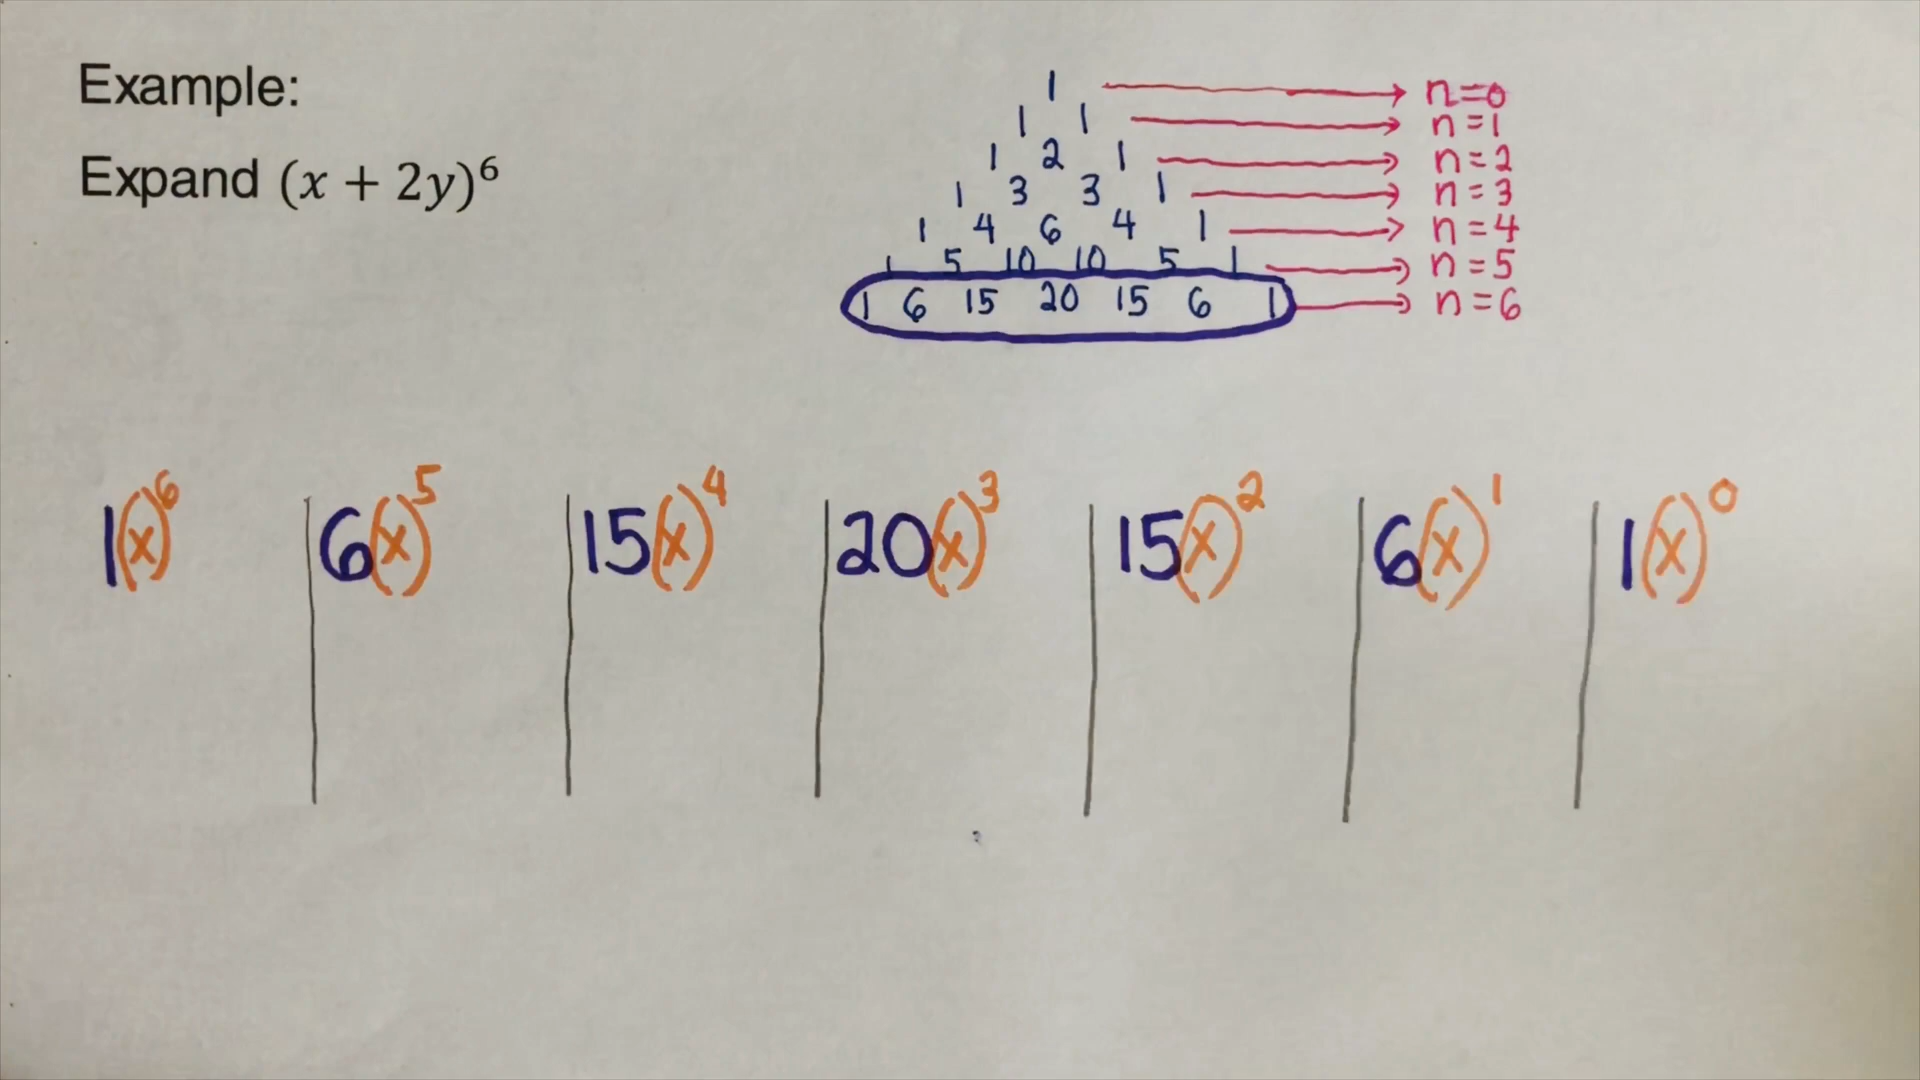 Example:
Expand (x + 2y)⁶
1 → n=0
1 1 → n=1
1 2 1 → n=2
1 3 3 1 → n=3
1 4 6 4 1 → n=4
1 5 10 10 5 1 → n=5
1 6 15 20 15 6 1 → n=6
1(x)⁶ | 6(x)⁵ | 15(x)⁴ | 20(x)³ | 15(x)² | 6(x)¹ | 1(x)⁰